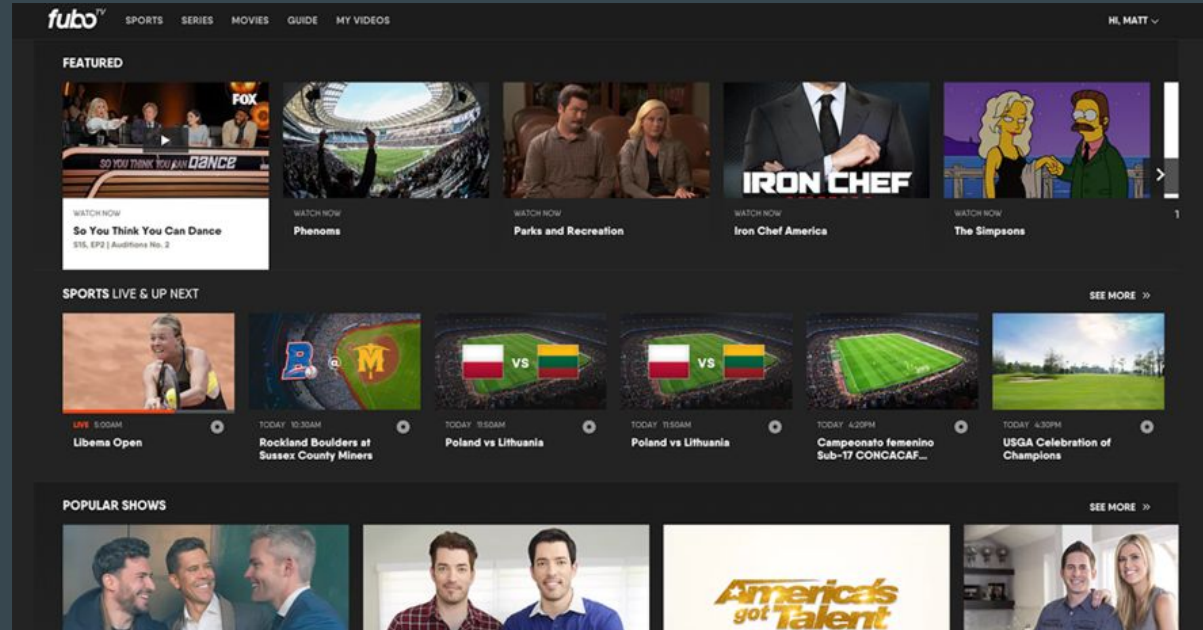 fubo TV
SPORTS SERIES MOVIES GUIDE MY VIDEOS
HI, MATT
FEATURED
FOX
SO YOU THINK YOU CAN DANCE
WATCH NOW
So You Think You Can Dance
S15, EP2 | Auditions No. 2
WATCH NOW
Phenoms
WATCH NOW
Parks and Recreation
IRON CHEF
WATCH NOW
Iron Chef America
WATCH NOW
The Simpsons
SPORTS LIVE & UP NEXT
SEE MORE »
LIVE 5:00AM
Libema Open
B @ M
TODAY 10:30AM
Rockland Boulders at
Sussex County Miners
VS
TODAY 11:50AM
Poland vs Lithuania
VS
TODAY 11:50AM
Poland vs Lithuania
TODAY 4:20PM
Campeonato femenino
Sub-17 CONCACAF...
TODAY 4:30PM
USGA Celebration of
Champions
POPULAR SHOWS
SEE MORE »
America's
got Talent